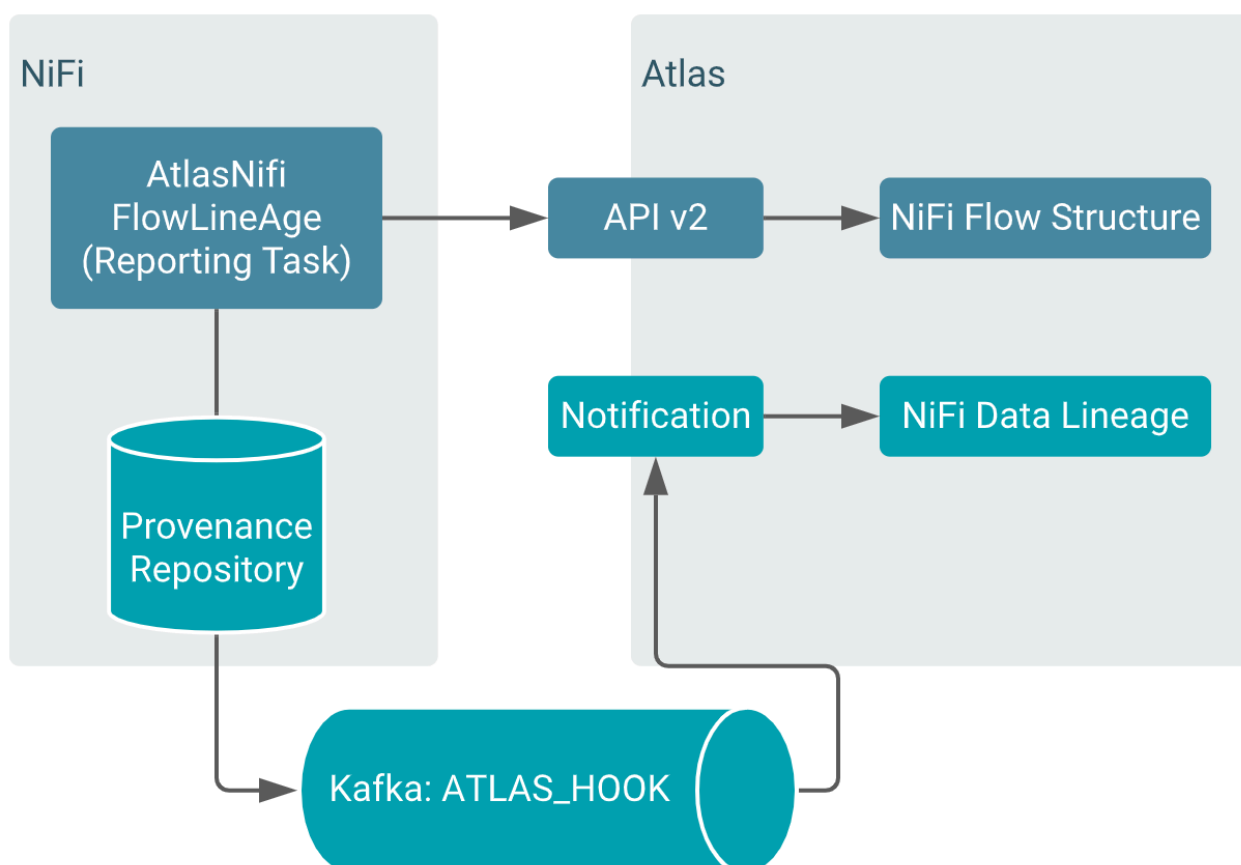 NiFi
Atlas
AtlasNifi
FlowLineAge
(Reporting Task)
API v2
NiFi Flow Structure
Notification
NiFi Data Lineage
Provenance
Repository
Kafka: ATLAS_HOOK